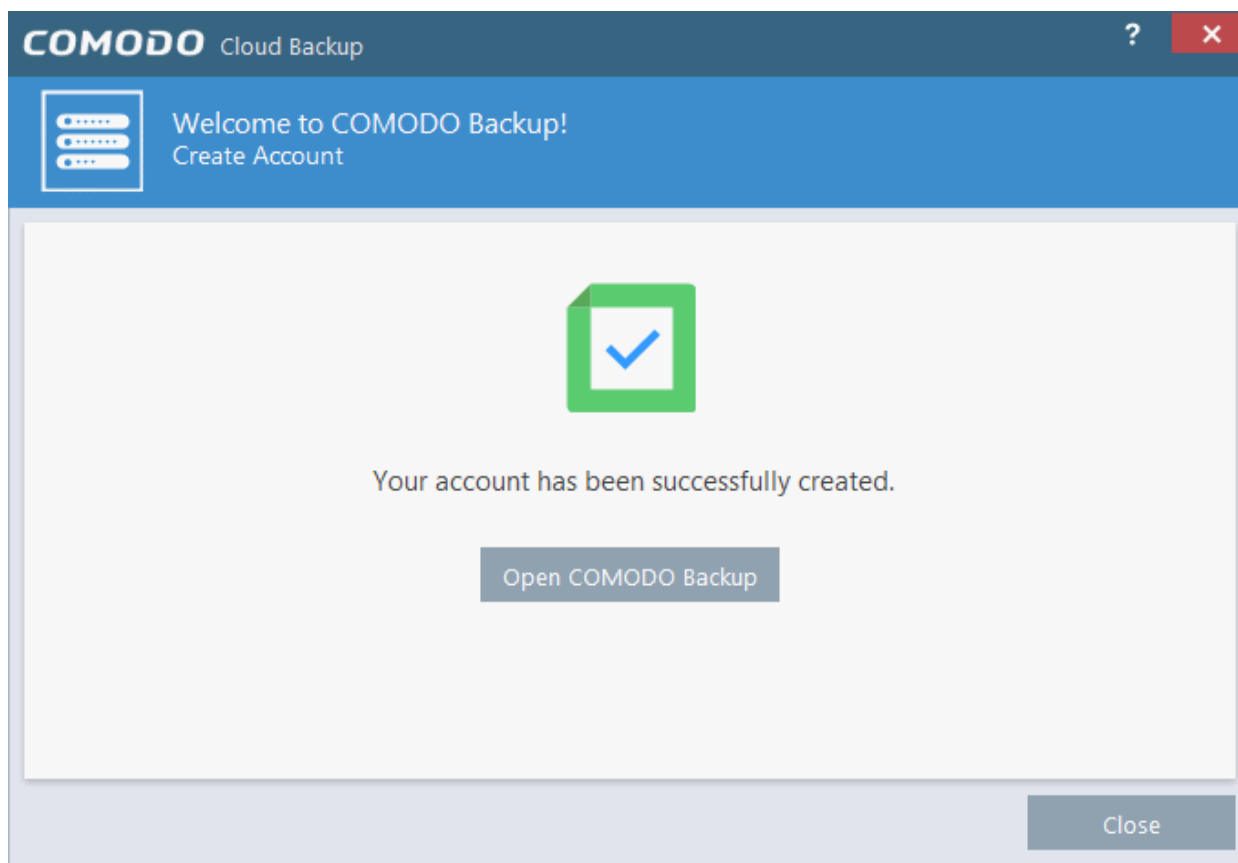 COMODO Cloud Backup ?
Welcome to COMODO Backup!
Create Account
Your account has been successfully created.
Open COMODO Backup
Close